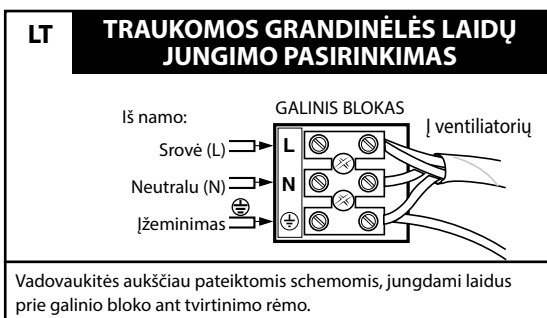 LT
TRAUKOMOS GRANDINĖLĖS LAIDŲ
JUNGIMO PASIRINKIMAS
Iš namo:
GALINIS BLOKAS
Į ventiliatorių
Srovė (L)
L
Neutralu (N)
N
Įžeminimas
Vadovaukitės aukščiau pateiktomis schemomis, jungdami laidus
prie galinio bloko ant tvirtinimo rėmo.